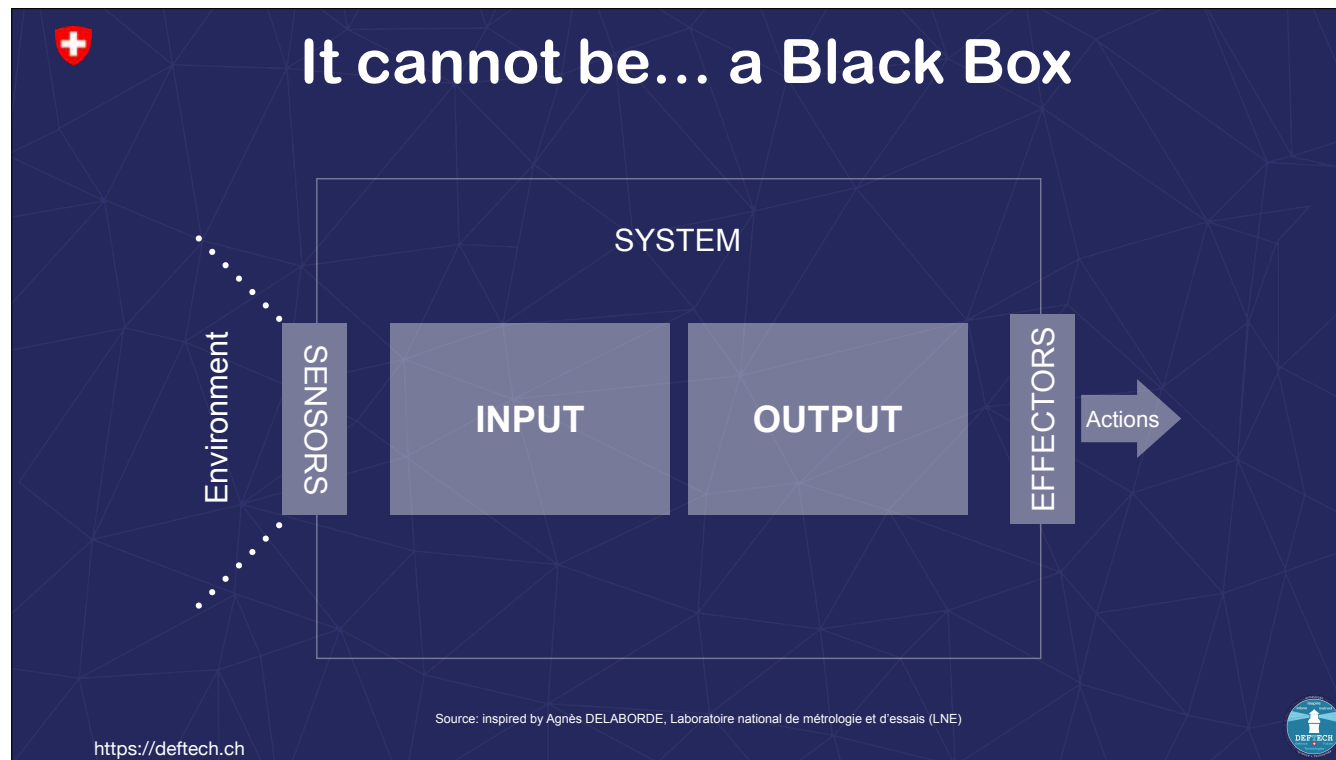 It cannot be... a Black Box
SYSTEM
Environment
SENSORS
INPUT
OUTPUT
EFFECTORS
Actions
Source: inspired by Agnès DELABORDE, Laboratoire national de métrologie et d'essais (LNE)
https://deftech.ch
DEFTECH